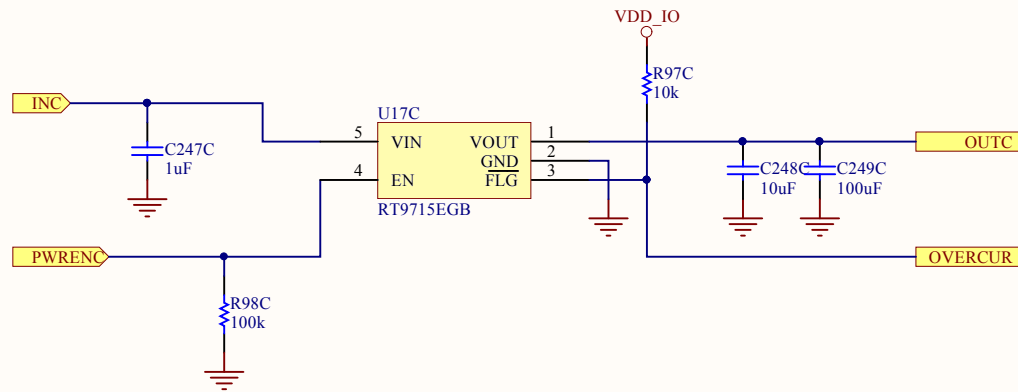 VDD_IO
R97C
10k
INC
U17C
C247C
1uF
5
VIN
VOUT
1
GND
2
4
EN
FLG
3
RT9715EGB
C248C
10uF
C249C
100uF
OUTC
PWRENC
OVERCUR
R98C
100k